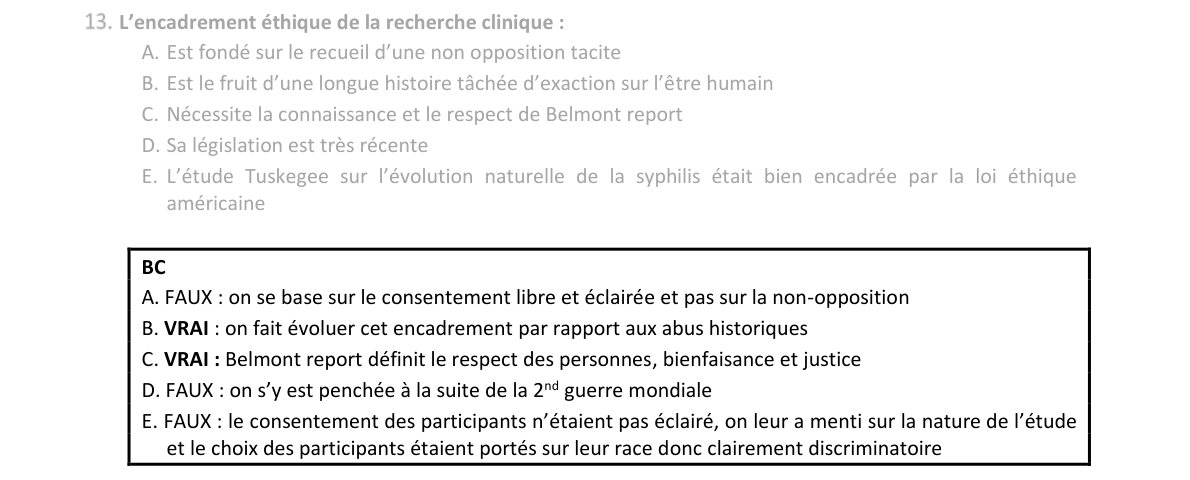 13. L’encadrement éthique de la recherche clinique :
A. Est fondé sur le recueil d’une non opposition tacite
B. Est le fruit d’une longue histoire tâchée d’exaction sur l’être humain
C. Nécessite la connaissance et le respect de Belmont report
D. Sa législation est très récente
E. L’étude Tuskegee sur l’évolution naturelle de la syphilis était bien encadrée par la loi éthique
américaine
BC
A. FAUX : on se base sur le consentement libre et éclairée et pas sur la non-opposition
B. VRAI : on fait évoluer cet encadrement par rapport aux abus historiques
C. VRAI : Belmont report définit le respect des personnes, bienfaisance et justice
D. FAUX : on s’y est penchée à la suite de la 2nd guerre mondiale
E. FAUX : le consentement des participants n’étaient pas éclairé, on leur a menti sur la nature de l’étude
et le choix des participants étaient portés sur leur race donc clairement discriminatoire